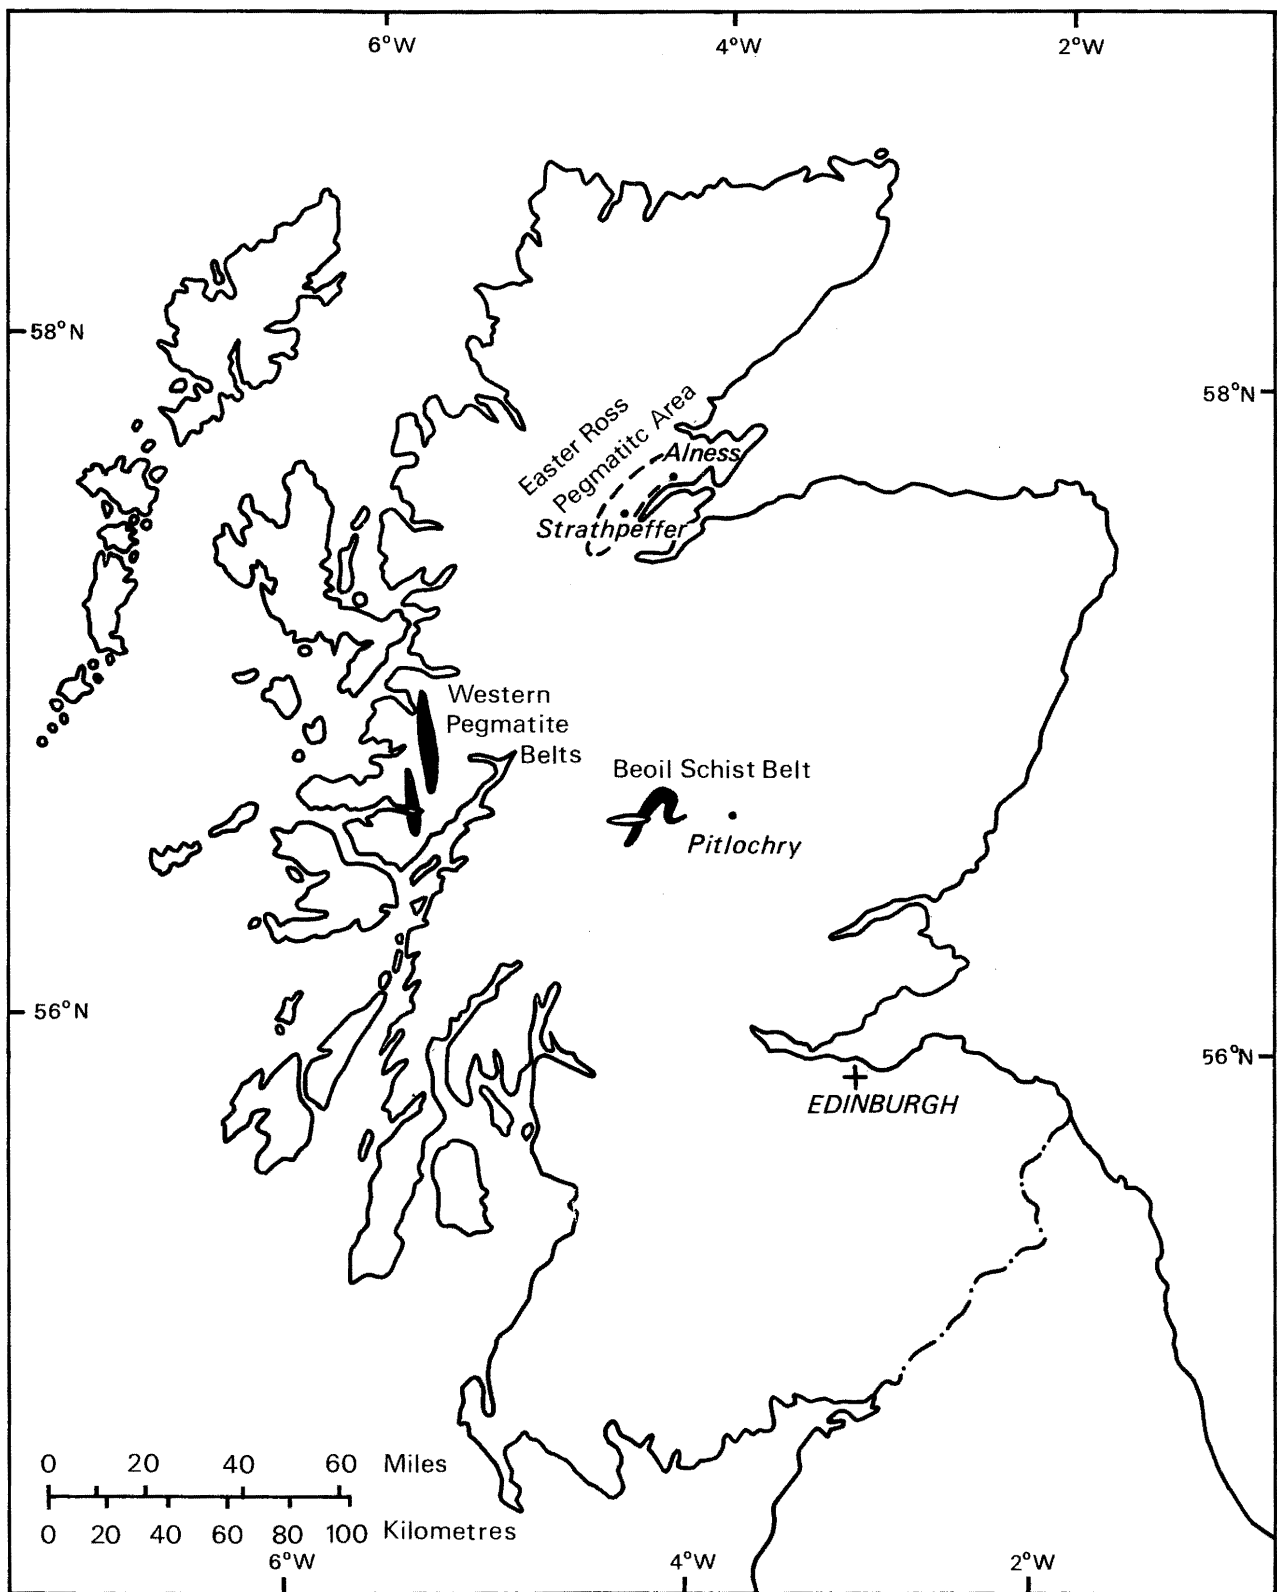 6°W 4°W 2°W
58°N
58°N
Easter Ross
Pegmatitc Area
Alness
Strathpeffer
Western
Pegmatite
Belts
Beoil Schist Belt
Pitlochry
56°N
56°N
EDINBURGH
0 20 40 60 Miles
0 20 40 60 80 100 Kilometres
6°W 4°W 2°W